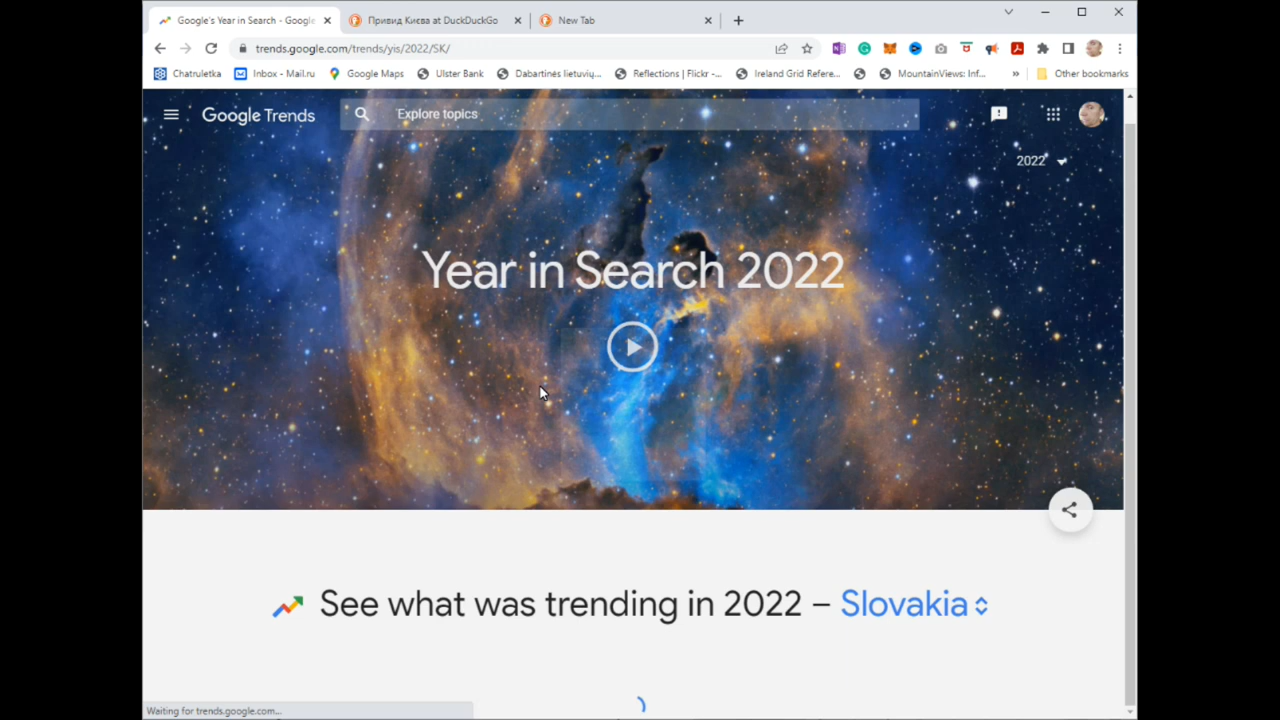 Google's Year in Search - Google
Привид Києва at DuckDuckGo
New Tab
trends.google.com/trends/yis/2022/SK/
Chatruletka
Inbox - Mail.ru
Google Maps
Ulster Bank
Dabartinės lietuvių...
Reflections | Flickr -...
Ireland Grid Refere...
MountainViews: Inf...
Other bookmarks
Google Trends
Explore topics
2022
Year in Search 2022
See what was trending in 2022 – Slovakia
Waiting for trends.google.com...